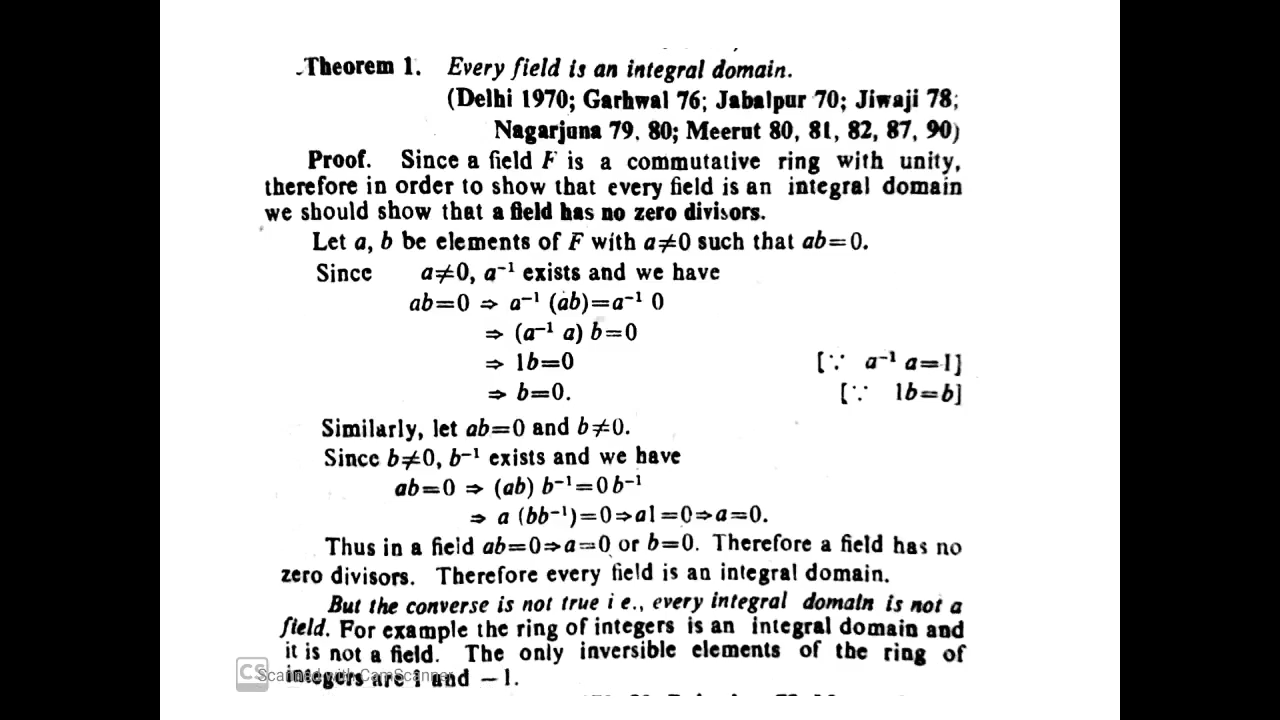 Theorem 1. Every field is an integral domain.
(Delhi 1970; Garhwal 76; Jabalpur 70; Jiwaji 78;
Nagarjuna 79, 80; Meerut 80, 81, 82, 87, 90)
Proof. Since a field F is a commutative ring with unity,
therefore in order to show that every field is an integral domain
we should show that a field has no zero divisors.
Let a, b be elements of F with a≠0 such that ab=0.
Since a≠0, a⁻¹ exists and we have
ab=0 ⇒ a⁻¹ (ab)=a⁻¹ 0
⇒ (a⁻¹ a) b=0
⇒ 1b=0 [∵ a⁻¹ a=1]
⇒ b=0. [∵ 1b=b]
Similarly, let ab=0 and b≠0.
Since b≠0, b⁻¹ exists and we have
ab=0 ⇒ (ab) b⁻¹=0 b⁻¹
⇒ a (bb⁻¹)=0⇒a1=0⇒a=0.
Thus in a field ab=0⇒a=0 or b=0. Therefore a field has no
zero divisors. Therefore every field is an integral domain.
But the converse is not true i e., every integral domain is not a
field. For example the ring of integers is an integral domain and
it is not a field. The only inversible elements of the ring of
integers are 1 and −1.
CS Scanned with CamScanner